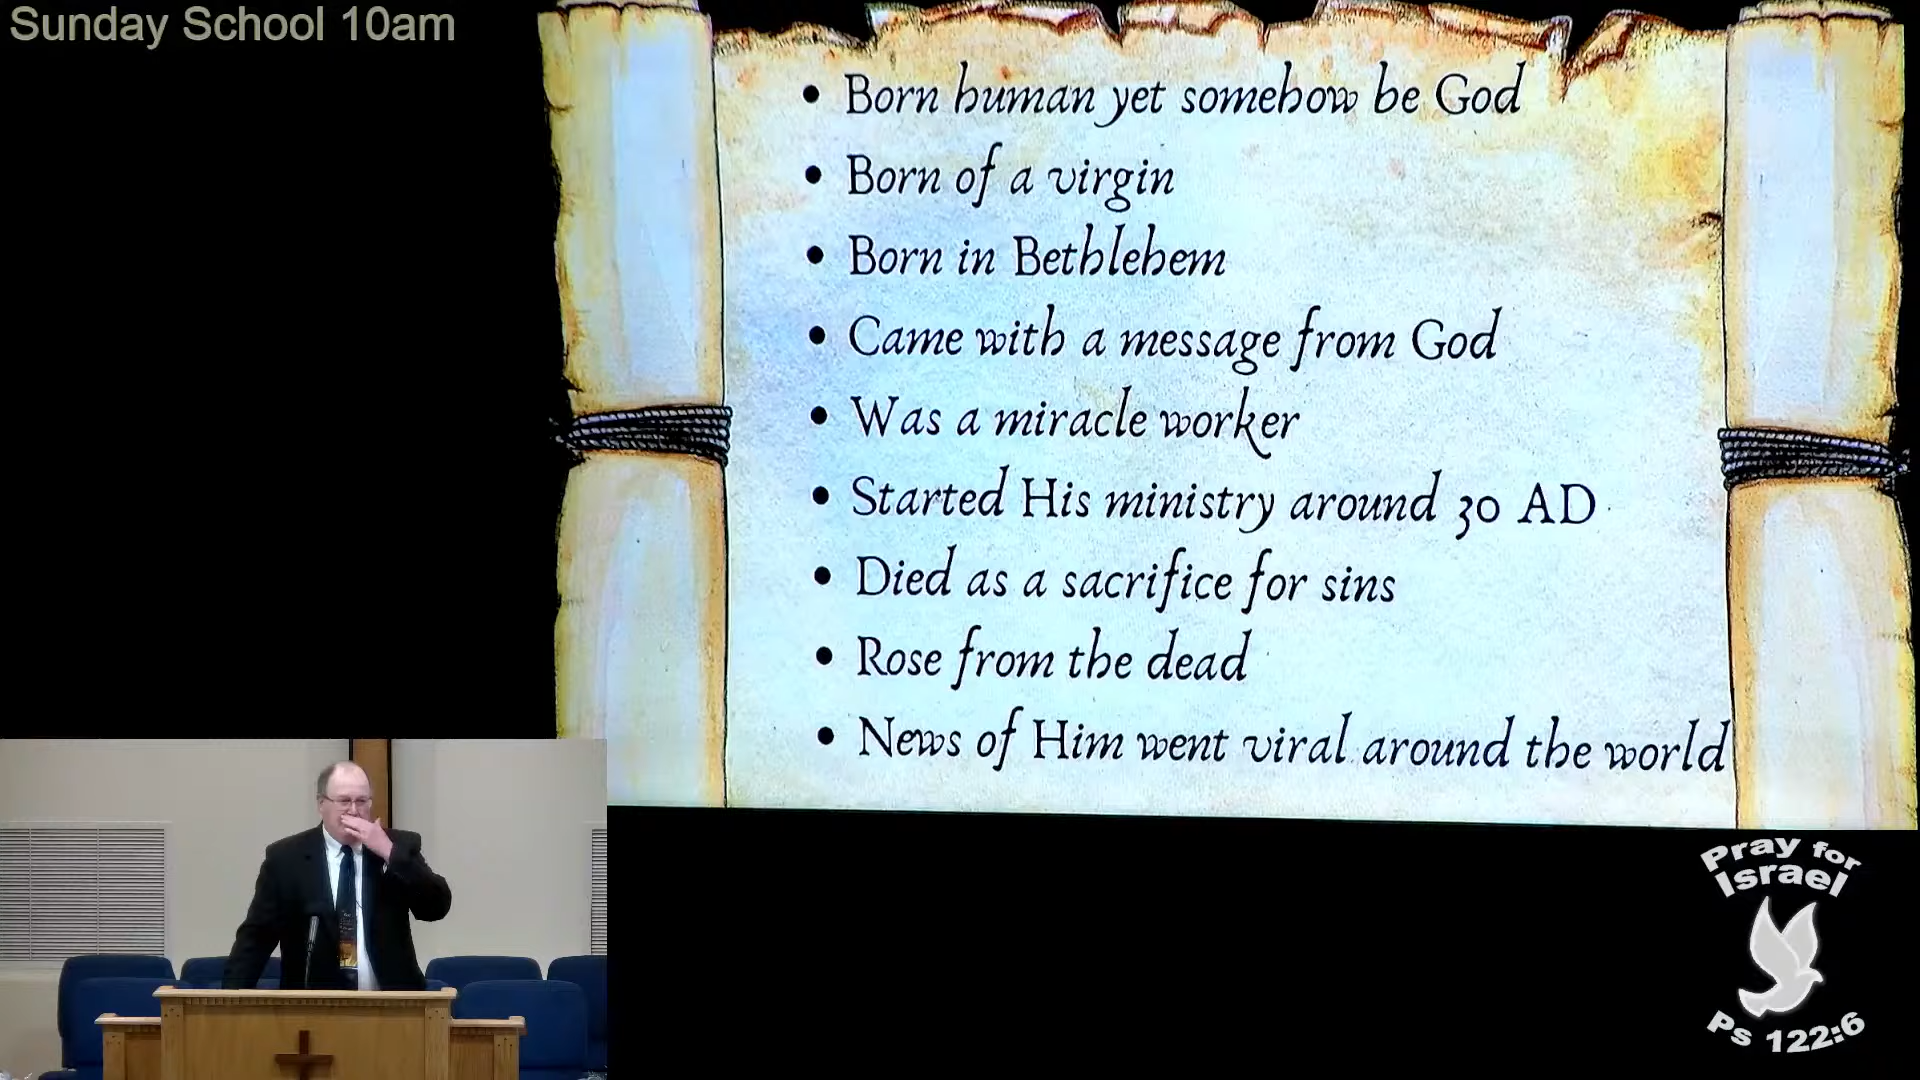 Sunday School 10am
• Born human yet somehow be God
• Born of a virgin
• Born in Bethlehem
• Came with a message from God
• Was a miracle worker
• Started His ministry around 30 AD
• Died as a sacrifice for sins
• Rose from the dead
• News of Him went viral around the world
Pray for
Israel
Ps 122:6